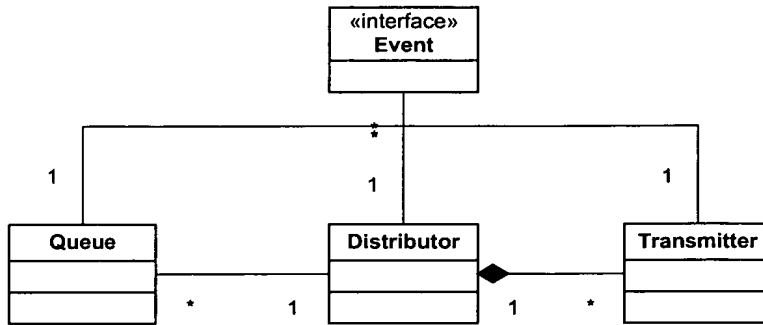 «interface»
Event
*
*
1
1
1
Queue
Distributor
Transmitter
*
1
1
*